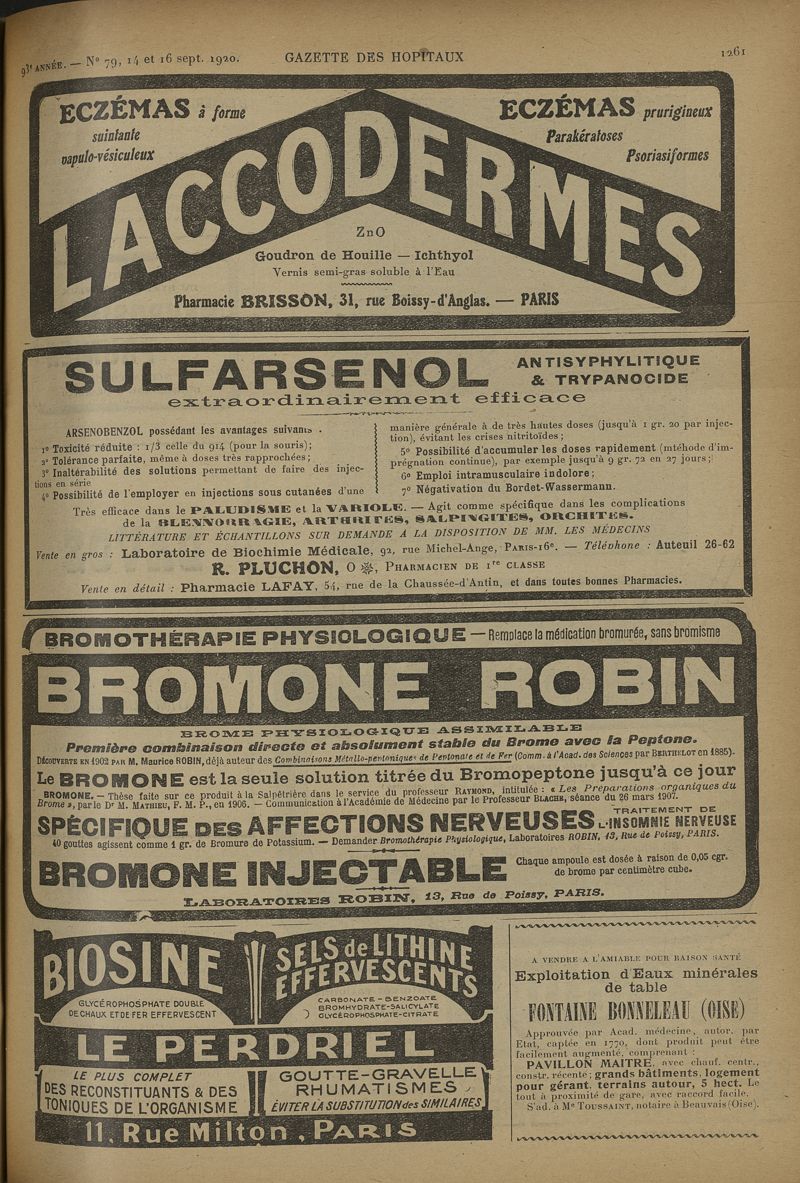 93e ANNÉE. — No 79, 14 et 16 sept. 1920.
GAZETTE DES HOPITAUX
1261
ECZÉMAS à forme
suintante
vapulo-vésiculeux
ECZÉMAS prurigineux
Parakératoses
Psoriasiformes
LACCODERMES
ZnO
Goudron de Houille — Ichthyol
Vernis semi-gras soluble à l'Eau
Pharmacie BRISSON, 31, rue Boissy-d'Anglas. — PARIS
SULFARSENOL
ANTISYPHYLITIQUE
& TRYPANOCIDE
extraordinairement efficace
ARSENOBENZOL possédant les avantages suivants .
1o Toxicité réduite : 1/3 celle du 914 (pour la souris);
2o Tolérance parfaite, même à doses très rapprochées;
3o Inaltérabilité des solutions permettant de faire des injec-
tions en série
4o Possibilité de l'employer en injections sous cutanées d'une
manière générale à de très hautes doses (jusqu'à 1 gr. 20 par injec-
tion), évitant les crises nitritoïdes;
5o Possibilité d'accumuler les doses rapidement (mtéhode d'im-
prégnation continue), par exemple jusqu'à 9 gr. 72 en 27 jours;
6o Emploi intramusculaire indolore;
7o Négativation du Bordet-Wassermann.
Très efficace dans le PALUDISME et la VARIOLE. — Agit comme spécifique dans les complications
de la BLENNORRAGIE, ARTHRITES, SALPINGITES, ORCHITES.
LITTÉRATURE ET ÉCHANTILLONS SUR DEMANDE A LA DISPOSITION DE MM. LES MÉDECINS
Vente en gros : Laboratoire de Biochimie Médicale, 92, rue Michel-Ange, PARIS-16e. — Téléphone : Auteuil 26-62
R. PLUCHON, O, PHARMACIEN DE 1re CLASSE
Vente en détail : Pharmacie LAFAY, 54, rue de la Chaussée-d'Antin, et dans toutes bonnes Pharmacies.
BROMOTHÉRAPIE PHYSIOLOGIQUE — Remplace la médication bromurée, sans bromisme
BROMONE ROBIN
BROME PHYSIOLOGIQUE ASSIMILABLE
Première combinaison directe et absolument stable du Brome avec la Peptone.
DÉCOUVERTE EN 1902 PAR M. Maurice ROBIN, déjà auteur des Combinaisons Métallo-peptoniques de Peptonate et de Fer (Comm. à l'Acad. des Sciences par BERTHELOT en 1885).
Le BROMONE est la seule solution titrée du Bromopeptone jusqu'à ce jour
BROMONE. — Thèse faite sur ce produit à la Salpêtrière dans le service du professeur RAYMOND, intitulée : « Les Preparations organiques du
Brome », par le Dr M. MATHIEU, F. M. P., en 1906. — Communication à l'Académie de Médecine par le Professeur BLACHE, séance du 26 mars 1907.
SPÉCIFIQUE DES AFFECTIONS NERVEUSES
TRAITEMENT DE
L'INSOMNIE NERVEUSE
40 gouttes agissent comme 1 gr. de Bromure de Potassium. — Demander Bromothérapie Physiologique, Laboratoires ROBIN, 13, Rue de Poissy, PARIS.
BROMONE INJECTABLE
Chaque ampoule est dosée à raison de 0,05 cgr.
de brome par centimètre cube.
LABORATOIRES ROBIN, 13, Rue de Poissy, PARIS.
BIOSINE
GLYCÉROPHOSPHATE DOUBLE
DE CHAUX ET DE FER EFFERVESCENT
SELS de LITHINE
EFFERVESCENTS
CARBONATE - BENZOATE
BROMHYDRATE-SALICYLATE
GLYCÉROPHOSPHATE-CITRATE
LE PERDRIEL
LE PLUS COMPLET
DES RECONSTITUANTS & DES
TONIQUES DE L'ORGANISME
GOUTTE-GRAVELLE
RHUMATISMES
ÉVITER LA SUBSTITUTION des SIMILAIRES
11, Rue Milton, PARIS
A VENDRE A L'AMIABLE POUR RAISON SANTÉ
Exploitation d'Eaux minérales
de table
FONTAINE BONNELEAU (OISE)
Approuvée par Acad. médecine, autor. par
Etat, captée en 1770, dont produit peut être
facilement augmenté, comprenant :
PAVILLON MAITRE, avec chauf. centr.,
constr. récente; grands bâtiments, logement
pour gérant, terrains autour, 5 hect. Le
tout à proximité de gare, avec raccord facile.
S'ad. à Me TOUSSAINT, notaire à Beauvais (Oise).